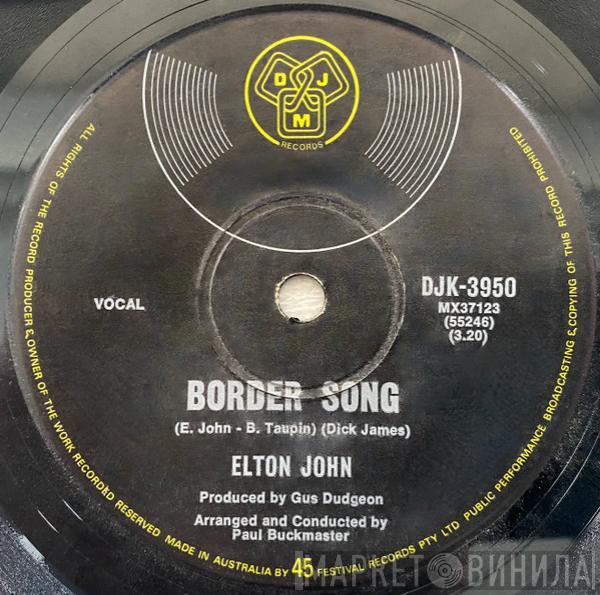 D J
M
RECORDS
VOCAL
DJK-3950
MX37123
(55246)
(3.20)
BORDER SONG
(E. John - B. Taupin) (Dick James)
ELTON JOHN
Produced by Gus Dudgeon
Arranged and Conducted by
Paul Buckmaster
ALL RIGHTS OF THE RECORD PRODUCER & OWNER OF THE WORK RECORDED RESERVED MADE IN AUSTRALIA BY 45 FESTIVAL RECORDS PTY LTD PUBLIC PERFORMANCE BROADCASTING & COPYING OF THIS RECORD PROHIBITED
МАРКЕТ ВИНИЛА